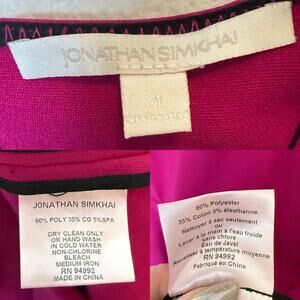 JONATHAN SIMKHAI
4
JONATHAN SIMKHAI
60% POLY 35% CO 5%SPA
DRY CLEAN ONLY
OR HAND WASH
IN COLD WATER
NON-CHLORINE
BLEACH
MEDIUM IRON
RN 94992
MADE IN CHINA
60% Polyester
35% Coton 5% élasthanne
Nettoyer à sec seulement
ou
Laver à la main à l'eau froide
sans chlore
Eau de Javel
Repasser à température moyenne
RN 94992
Fabriqué en Chine